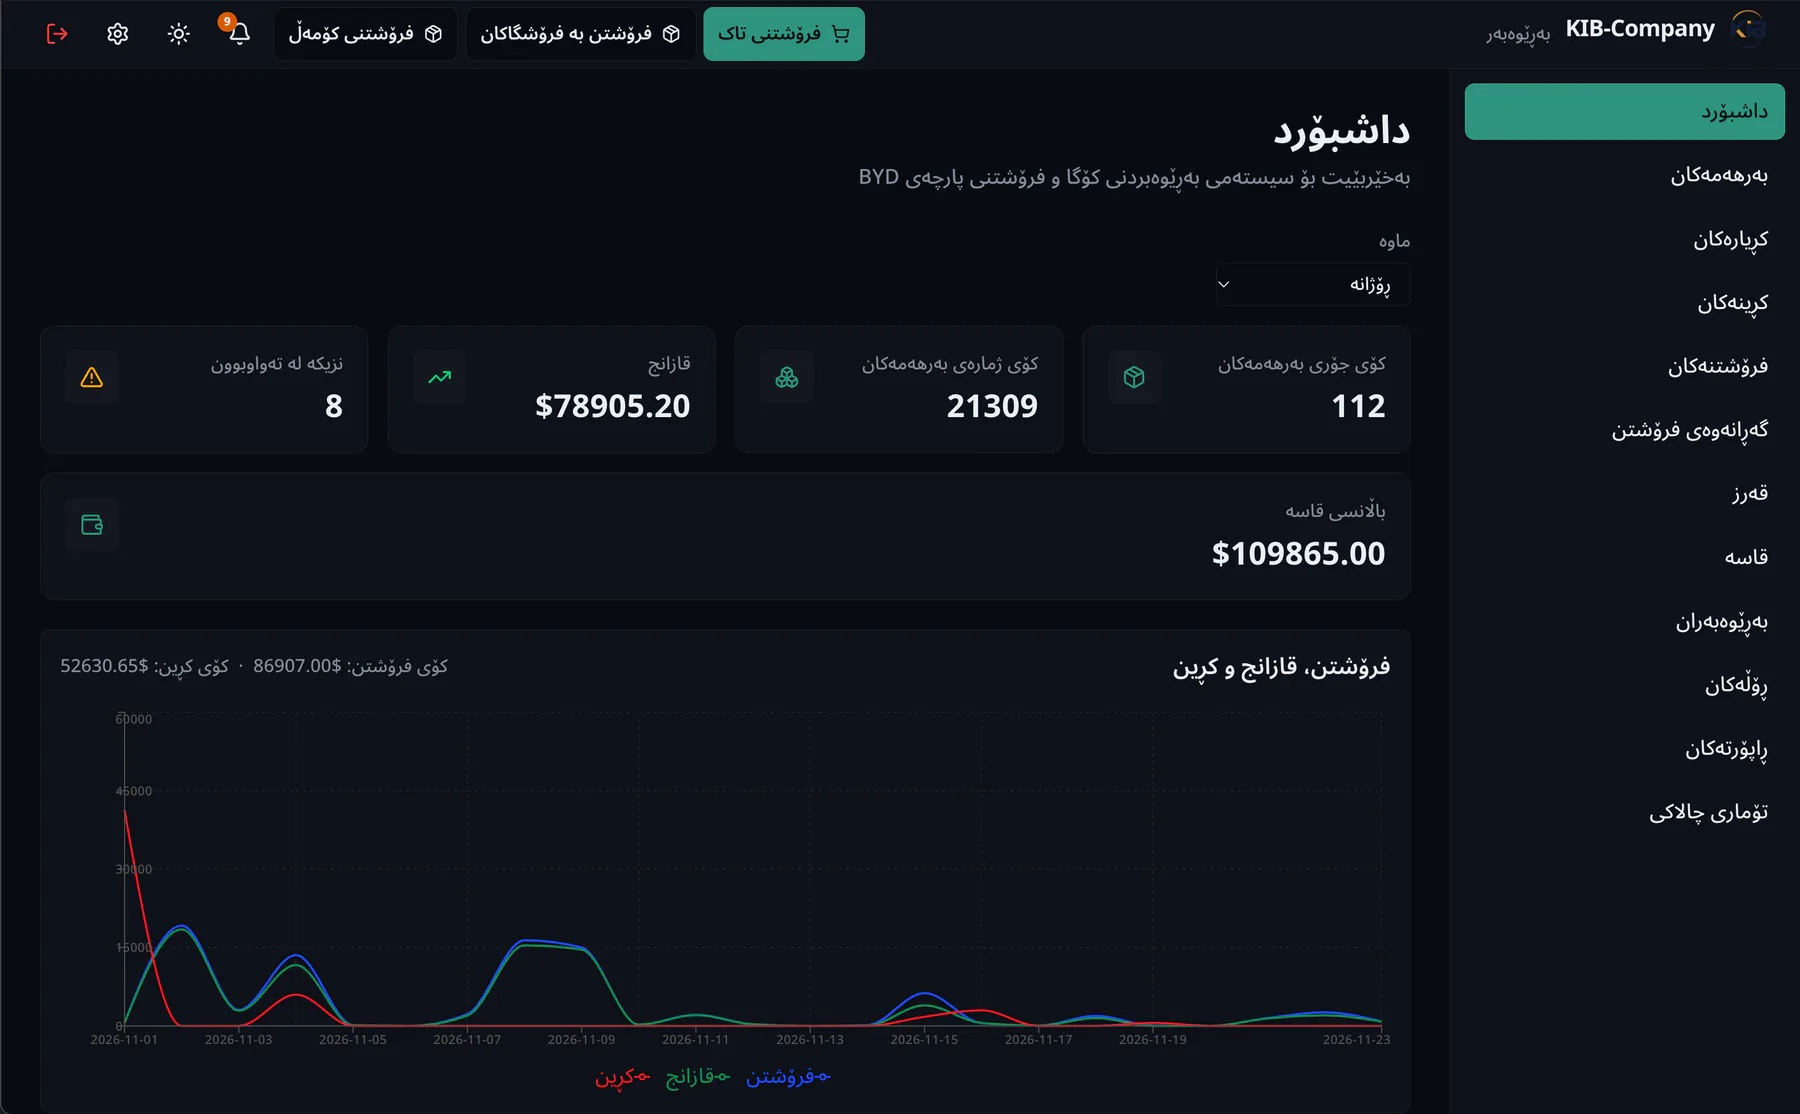 KIB-Company
بەڕێوەبەر
فرۆشتنی تاک
فرۆشتن بە فرۆشگاکان
فرۆشتنی کۆمەڵ
9
داشبۆرد
بەرهەمەکان
کڕیارەکان
کڕینەکان
فرۆشتنەکان
گەڕانەوەی فرۆشتن
قەرز
قاسە
بەڕێوەبەران
ڕۆڵەکان
ڕاپۆرتەکان
تۆماری چالاکی
داشبۆرد
بەخێربێیت بۆ سیستەمی بەڕێوەبردنی کۆگا و فرۆشتنی پارچەی BYD
ماوە
ڕۆژانە
کۆی جۆری بەرهەمەکان
112
کۆی ژمارەی بەرهەمەکان
21309
قازانج
$78905.20
نزیکە لە تەواوبوون
8
باڵانسی قاسە
$109865.00
فرۆشتن، قازانج و کڕین
کۆی فرۆشتن: $86907.00 · کۆی کڕین: $52630.65
60000
45000
30000
15000
0
2026-11-01
2026-11-03
2026-11-05
2026-11-07
2026-11-09
2026-11-11
2026-11-13
2026-11-15
2026-11-17
2026-11-19
2026-11-23
فرۆشتن
قازانج
کڕین